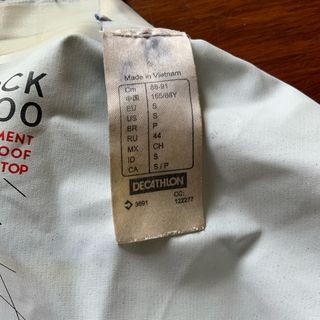 CK
00
MENT
OOF
TOP
Made in Vietnam
Cm 88-91
中国 165/88Y
EU S
US S
BR P
RU 44
MX CH
ID S
CA S / P
DECATHLON
3691 CC:
122277